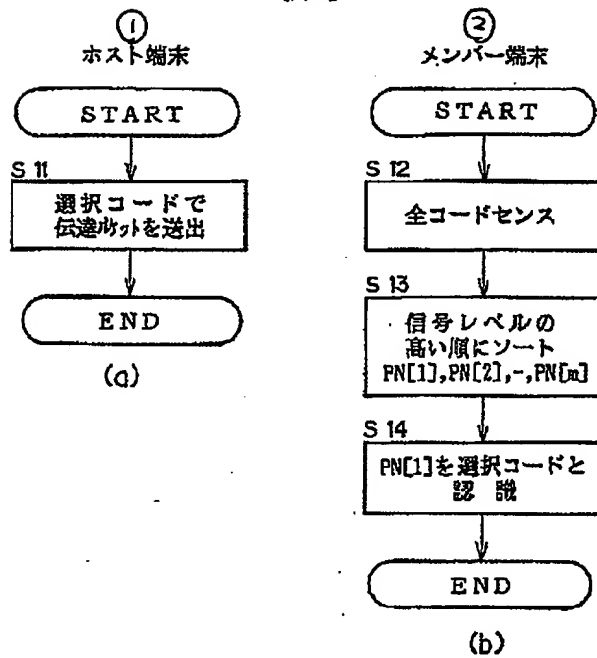 ①
ホスト端末
START
S 11
選択コードで
伝達パケットを送出
END
(a)
②
メンバー端末
START
S 12
全コードセンス
S 13
信号レベルの
高い順にソート
PN[1],PN[2],-,PN[m]
S 14
PN[1]を選択コードと
認 識
END
(b)